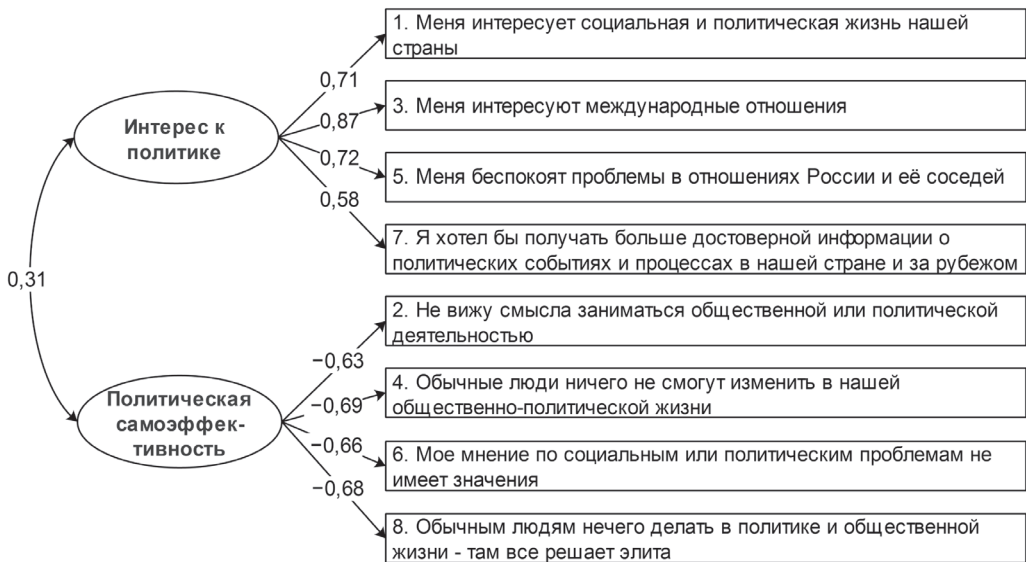 1. Меня интересует социальная и политическая жизнь нашей
страны
0,71
3. Меня интересуют международные отношения
0,87
Интерес к
политике
0,72
5. Меня беспокоят проблемы в отношениях России и её соседей
0,58
7. Я хотел бы получать больше достоверной информации о
политических событиях и процессах в нашей стране и за рубежом
0,31
2. Не вижу смысла заниматься общественной или политической
деятельностью
−0,63
4. Обычные люди ничего не смогут изменить в нашей
общественно-политической жизни
−0,69
Политическая
самоэффек-
тивность
−0,66
6. Мое мнение по социальным или политическим проблемам не
имеет значения
−0,68
8. Обычным людям нечего делать в политике и общественной
жизни - там все решает элита